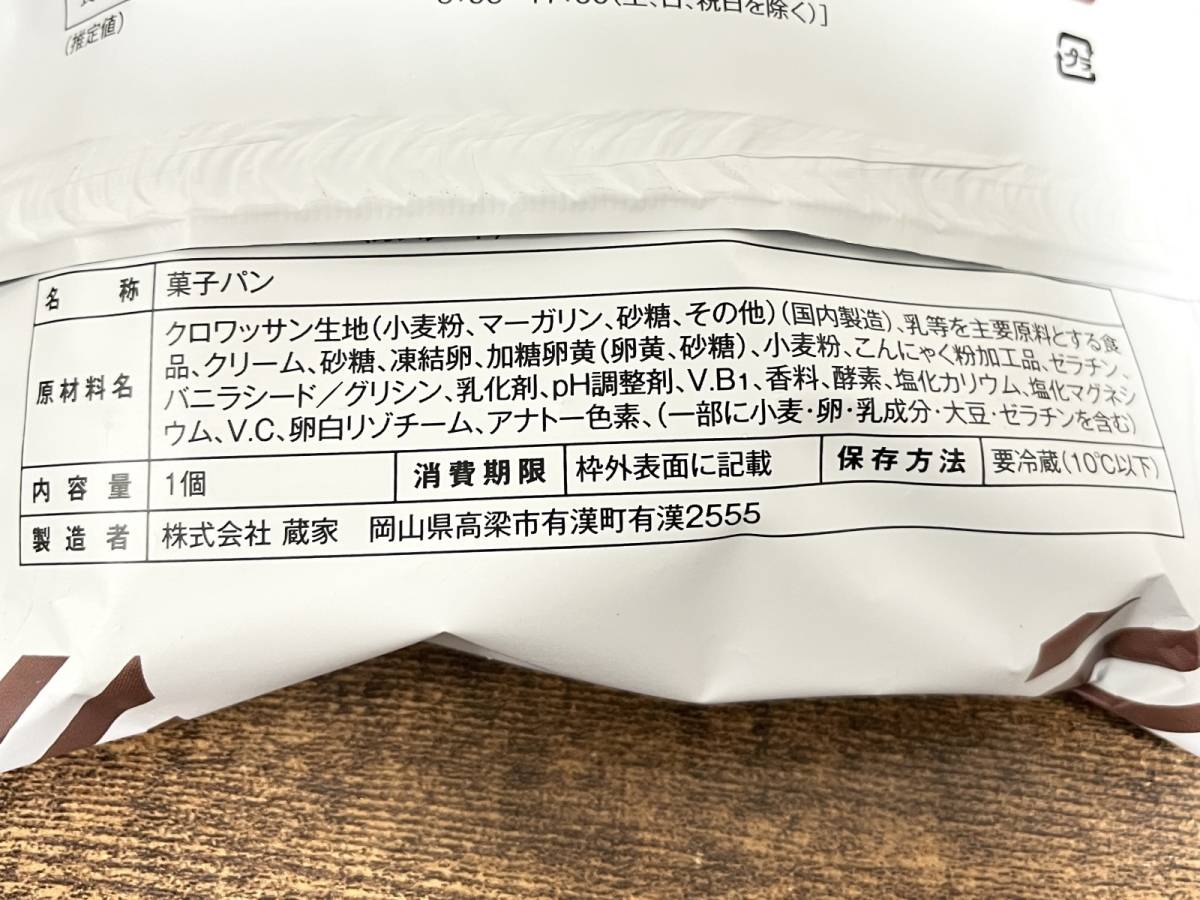 (推定値)
土、日、祝日を除く)]
プラ
名称 菓子パン
原材料名 クロワッサン生地(小麦粉、マーガリン、砂糖、その他)(国内製造)、乳等を主要原料とする食
品、クリーム、砂糖、凍結卵、加糖卵黄(卵黄、砂糖)、小麦粉、こんにゃく粉加工品、ゼラチン、
バニラシード/グリシン、乳化剤、pH調整剤、V.B1、香料、酵素、塩化カリウム、塩化マグネシ
ウム、V.C、卵白リゾチーム、アナトー色素、(一部に小麦・卵・乳成分・大豆・ゼラチンを含む)
内容量 1個 消費期限 枠外表面に記載 保存方法 要冷蔵(10℃以下)
製造者 株式会社 蔵家 岡山県高梁市有漢町有漢2555